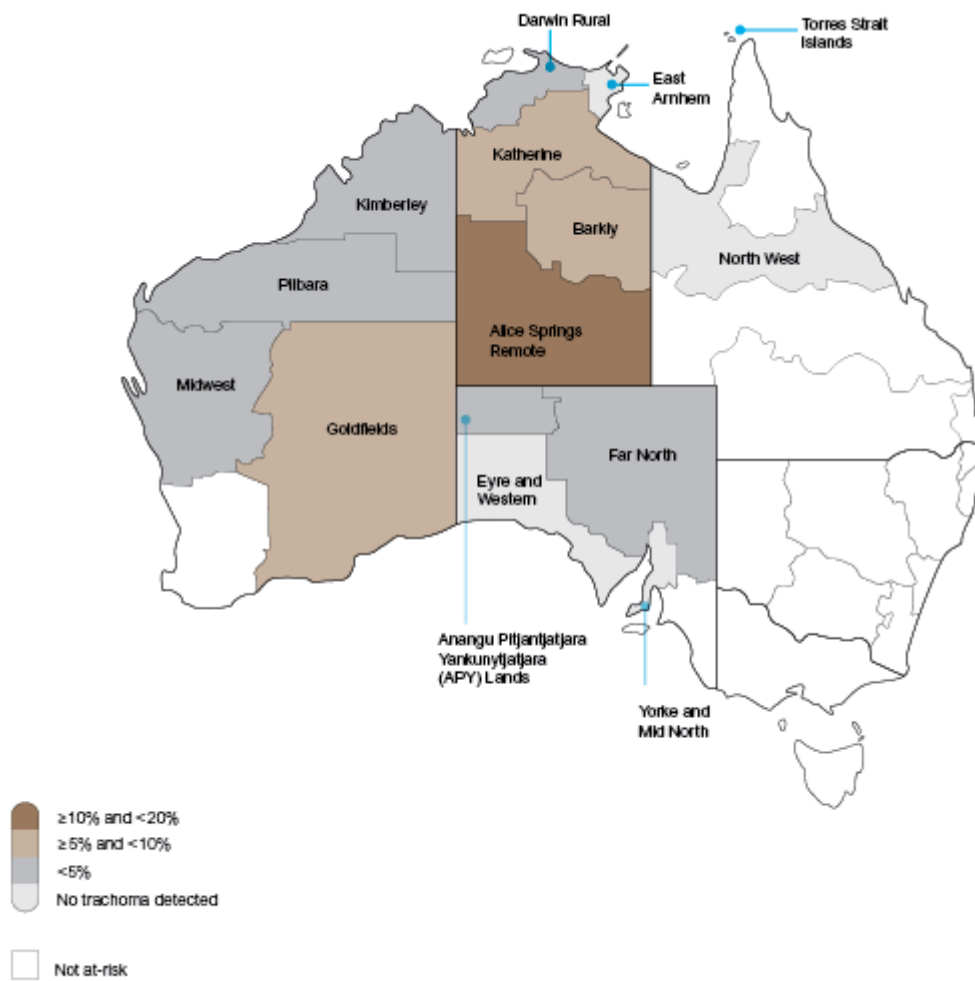 Darwin Rural
Torres Strait
Islands
East
Arnhem
Katherine
Kimberley
Barkly
North West
Pilbara
Alice Springs
Remote
Midwest
Goldfields
Far North
Eyre and
Western
Anangu Pitjantjatjara
Yankunytjatjara
(APY) Lands
Yorke and
Mid North
≥10% and <20%
≥5% and <10%
<5%
No trachoma detected
Not at-risk